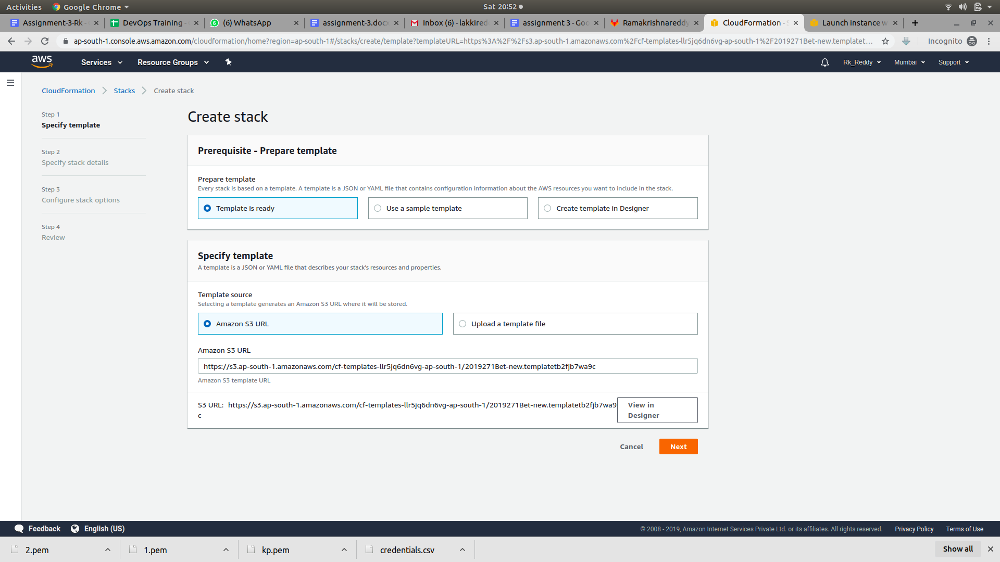 Activities
Google Chrome
Sat 20:52
Assignment-3-Rk -
DevOps Training -
(6) WhatsApp
assignment-3.docx
Inbox (6) - lakkired
assignment 3 - Goo
Ramakrishnareddy
CloudFormation - S
Launch instance w
ap-south-1.console.aws.amazon.com/cloudformation/home?region=ap-south-1#/stacks/create/template?templateURL=https%3A%2F%2Fs3.ap-south-1.amazonaws.com%2Fcf-templates-llr5jq6dn6vg-ap-south-1%2F2019271Bet-new.templatet...
Incognito
aws
Services
Resource Groups
Rk_Reddy
Mumbai
Support
CloudFormation
Stacks
Create stack
Step 1
Specify template
Step 2
Specify stack details
Step 3
Configure stack options
Step 4
Review
Create stack
Prerequisite - Prepare template
Prepare template
Every stack is based on a template. A template is a JSON or YAML file that contains configuration information about the AWS resources you want to include in the stack.
Template is ready
Use a sample template
Create template in Designer
Specify template
A template is a JSON or YAML file that describes your stack's resources and properties.
Template source
Selecting a template generates an Amazon S3 URL where it will be stored.
Amazon S3 URL
Upload a template file
Amazon S3 URL
https://s3.ap-south-1.amazonaws.com/cf-templates-llr5jq6dn6vg-ap-south-1/2019271Bet-new.templatetb2fjb7wa9c
Amazon S3 template URL
S3 URL: https://s3.ap-south-1.amazonaws.com/cf-templates-llr5jq6dn6vg-ap-south-1/2019271Bet-new.templatetb2fjb7wa9
c
View in
Designer
Cancel
Next
Feedback
English (US)
© 2008 - 2019, Amazon Internet Services Private Ltd. or its affiliates. All rights reserved.
Privacy Policy
Terms of Use
2.pem
1.pem
kp.pem
credentials.csv
Show all